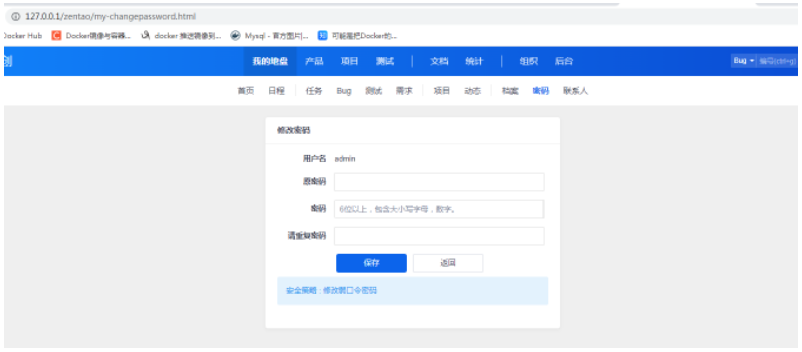 127.0.0.1/zentao/my-changepassword.html
Docker Hub Docker镜像与容器... docker 推送镜像到... Mysql - 官方图片|... 可能是把Docker的...
创 我的地盘 产品 项目 测试 文档 统计 组织 后台 Bug 编号(ctrl+g)
首页 日程 任务 Bug 测试 需求 项目 动态 档案 密码 联系人
修改密码
用户名 admin
原密码
密码 6位以上，包含大小写字母，数字。
请重复密码
保存 返回
安全策略：修改弱口令密码